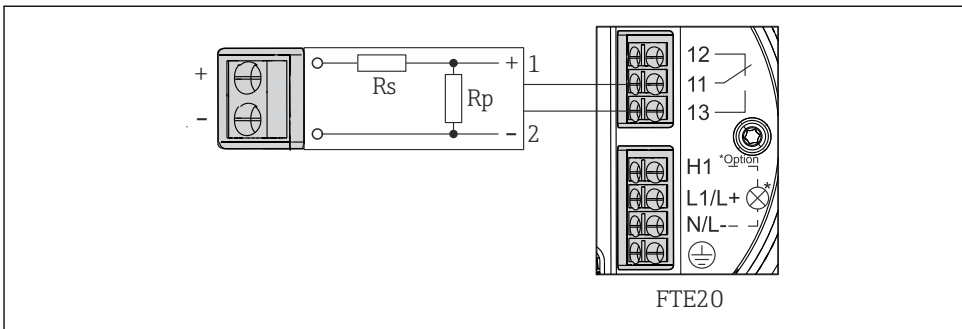 +
-
Rs
Rp
+ 1
- 2
12
11
13
H1
*Option
L1/L+
*
N/L-
FTE20